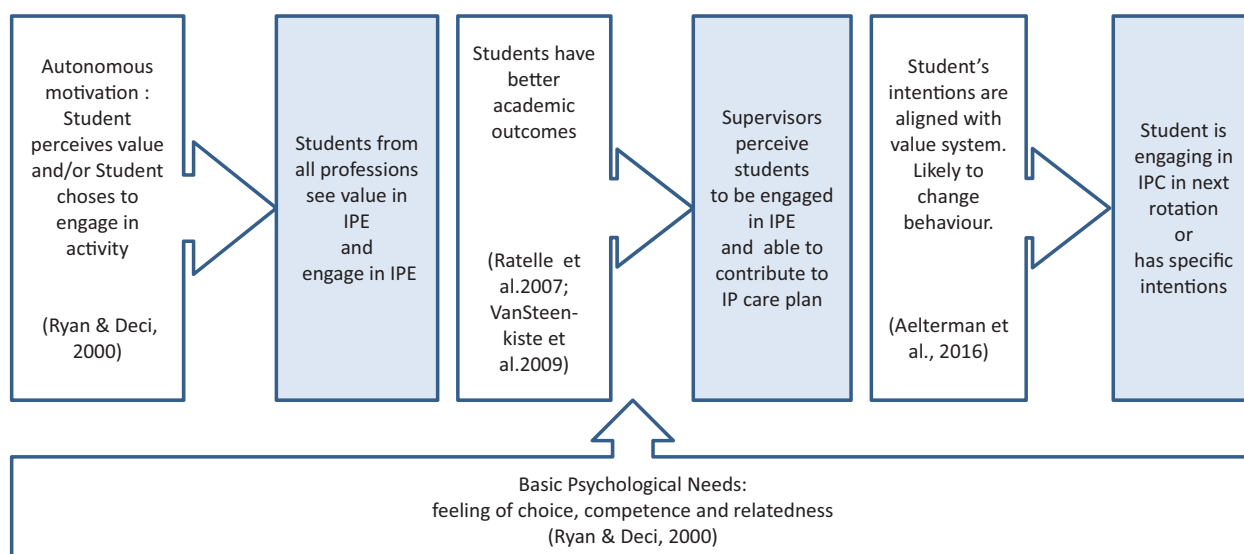 Autonomous
motivation :
Student
perceives value
and/or Student
choses to
engage in
activity
(Ryan & Deci,
2000)
Students from
all professions
see value in
IPE
and
engage in IPE
Students have
better
academic
outcomes
(Ratelle et
al.2007;
VanSteen-
kiste et
al.2009)
Supervisors
perceive
students
to be engaged
in IPE
and able to
contribute to
IP care plan
Student’s
intentions are
aligned with
value system.
Likely to
change
behaviour.
(Aelterman et
al., 2016)
Student is
engaging in
IPC in next
rotation
or
has specific
intentions
Basic Psychological Needs:
feeling of choice, competence and relatedness
(Ryan & Deci, 2000)